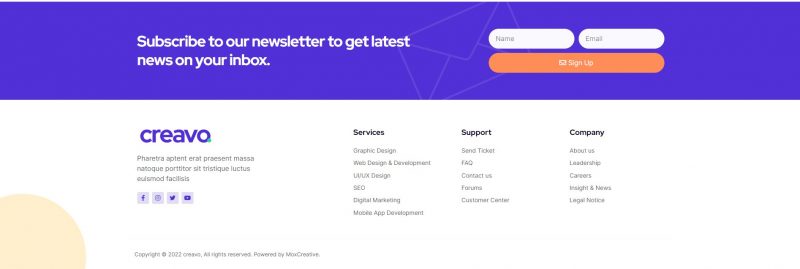 Subscribe to our newsletter to get latest
news on your inbox.
Name
Email
Sign Up
creavo
Pharetra aptent erat praesent massa
natoque porttitor sit tristique luctus
euismod facilisis
Services
Graphic Design
Web Design & Development
UI/UX Design
SEO
Digital Marketing
Mobile App Development
Support
Send Ticket
FAQ
Contact us
Forums
Customer Center
Company
About us
Leadership
Careers
Insight & News
Legal Notice
Copyright © 2022 creavo, All rights reserved. Powered by MoxCreative.